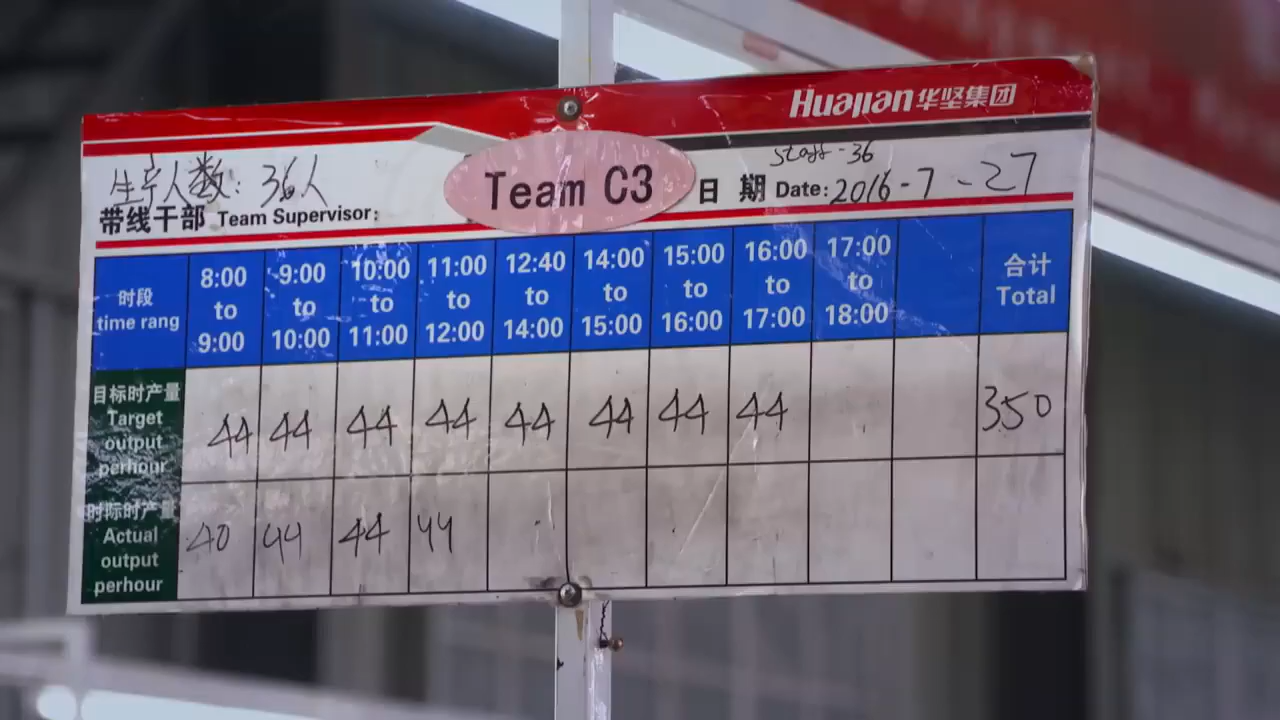 Huajian 华坚集团
生产人数: 36人
Team C3
staff - 36
日 期 Date: 2016-7-27
带线干部 Team Supervisor:
时段 time rang
8:00 to 9:00
9:00 to 10:00
10:00 to 11:00
11:00 to 12:00
12:40 to 14:00
14:00 to 15:00
15:00 to 16:00
16:00 to 17:00
17:00 to 18:00
合计 Total
目标时产量 Target output perhour
44 44 44 44 44 44 44 44 350
时际时产量 Actual output perhour
40 44 44 44